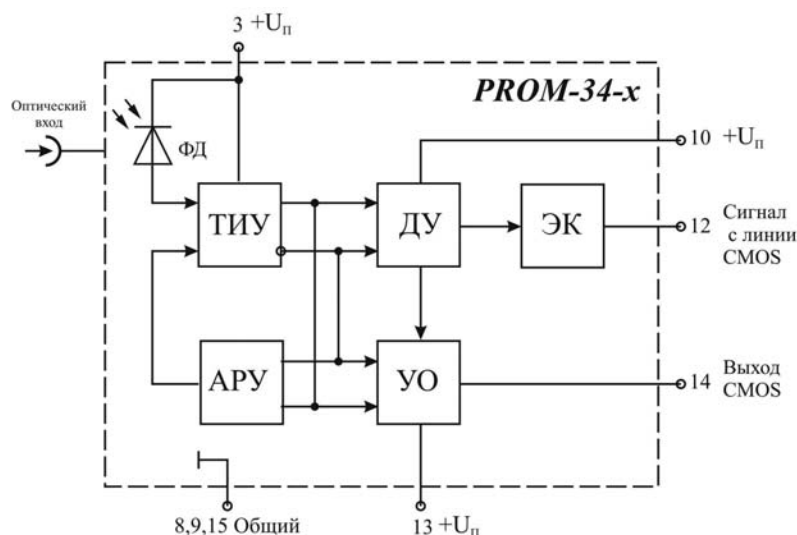 3 +Uп
PROM-34-x
Оптический
вход
ФД
10 +Uп
ТИУ
ДУ
ЭК
12 Сигнал
с линии
CMOS
АРУ
УО
14 Выход
CMOS
8,9,15 Общий
13 +Uп